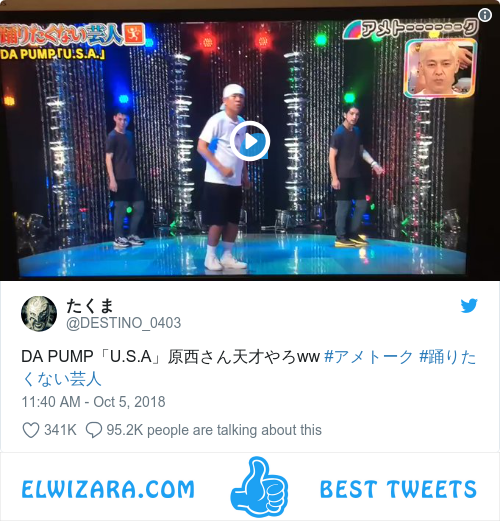 踊りたくない芸人
DA PUMP「U.S.A.」
アメトーーーーーーク
たくま
@DESTINO_0403
DA PUMP「U.S.A」原西さん天才やろww #アメトーク #踊りた
くない芸人
11:40 AM - Oct 5, 2018
341K
95.2K people are talking about this
ELWIZARA.COM
BEST TWEETS